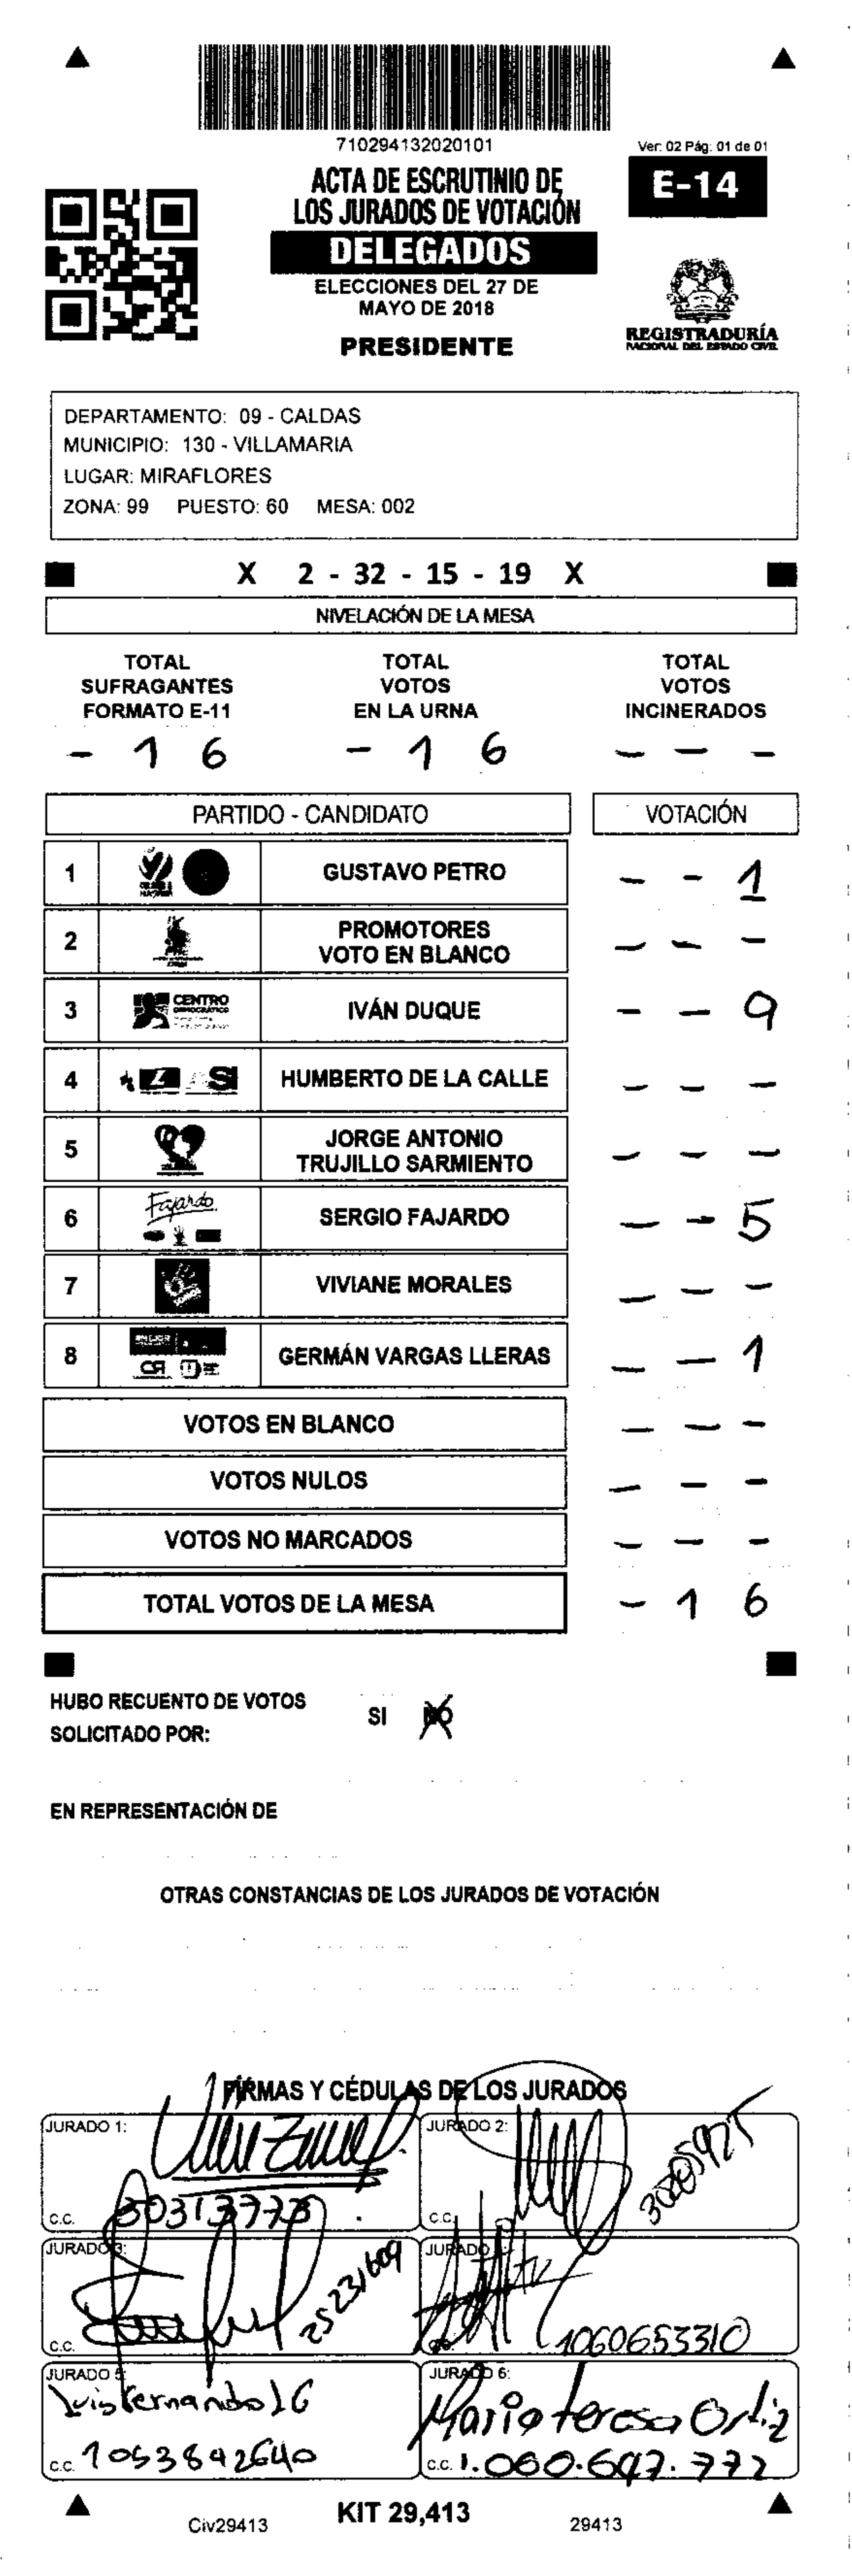 710294132020101
Ver: 02 Pág: 01 de 01
ACTA DE ESCRUTINIO DE
LOS JURADOS DE VOTACIÓN
E-14
DELEGADOS
ELECCIONES DEL 27 DE
MAYO DE 2018
PRESIDENTE
REGISTRADURÍA
NACIONAL DEL ESTADO CIVIL
DEPARTAMENTO: 09 - CALDAS
MUNICIPIO: 130 - VILLAMARIA
LUGAR: MIRAFLORES
ZONA: 99 PUESTO: 60 MESA: 002
X 2 - 32 - 15 - 19 X
NIVELACIÓN DE LA MESA
TOTAL SUFRAGANTES FORMATO E-11
TOTAL VOTOS EN LA URNA
TOTAL VOTOS INCINERADOS
- 1 6
- 1 6
- - -
PARTIDO - CANDIDATO VOTACIÓN
1 GUSTAVO PETRO - - 1
2 PROMOTORES VOTO EN BLANCO - - -
3 CENTRO DEMOCRÁTICO IVÁN DUQUE - - 9
4 L ASI HUMBERTO DE LA CALLE - - -
5 JORGE ANTONIO TRUJILLO SARMIENTO - - -
6 Fajardo SERGIO FAJARDO - - 5
7 VIVIANE MORALES - - -
8 GERMÁN VARGAS LLERAS - - 1
VOTOS EN BLANCO - - -
VOTOS NULOS - - -
VOTOS NO MARCADOS - - -
TOTAL VOTOS DE LA MESA - 1 6
HUBO RECUENTO DE VOTOS SI NO
SOLICITADO POR:
EN REPRESENTACIÓN DE
OTRAS CONSTANCIAS DE LOS JURADOS DE VOTACIÓN
FIRMAS Y CÉDULAS DE LOS JURADOS
JURADO 1:
C.C. 30313773
JURADO 2:
C.C. 30205925
JURADO 3:
C.C. 25231609
JURADO
1060653310
JURADO 5:
Luis Fernando LG
C.C. 1053842640
JURADO 6:
Maria Teresa Ortiz
C.C. 1.060.647.772
Civ29413
KIT 29,413
29413